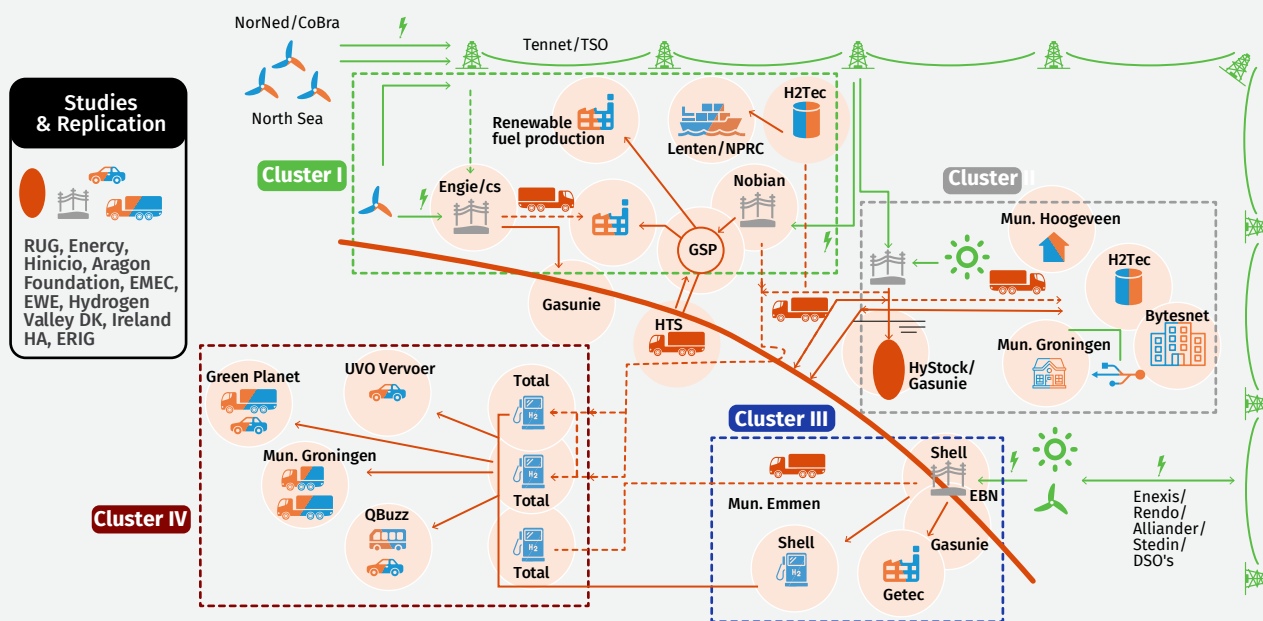 NorNed/CoBra
North Sea
Tennet/TSO
Studies
& Replication
RUG, Enercy,
Hinicio, Aragon
Foundation, EMEC,
EWE, Hydrogen
Valley DK, Ireland
HA, ERIG
Cluster I
Renewable
fuel production
Lenten/NPRC
H2Tec
Engie/cs
Nobian
GSP
Gasunie
HTS
Cluster II
Mun. Hoogeveen
H2Tec
Bytesnet
Mun. Groningen
HyStock/
Gasunie
Cluster III
Shell
EBN
Mun. Emmen
Gasunie
Shell
H2
Getec
Enexis/
Rendo/
Alliander/
Stedin/
DSO's
Cluster IV
Green Planet
UVO Vervoer
Mun. Groningen
QBuzz
Total
H2
H2
Total
H2
Total